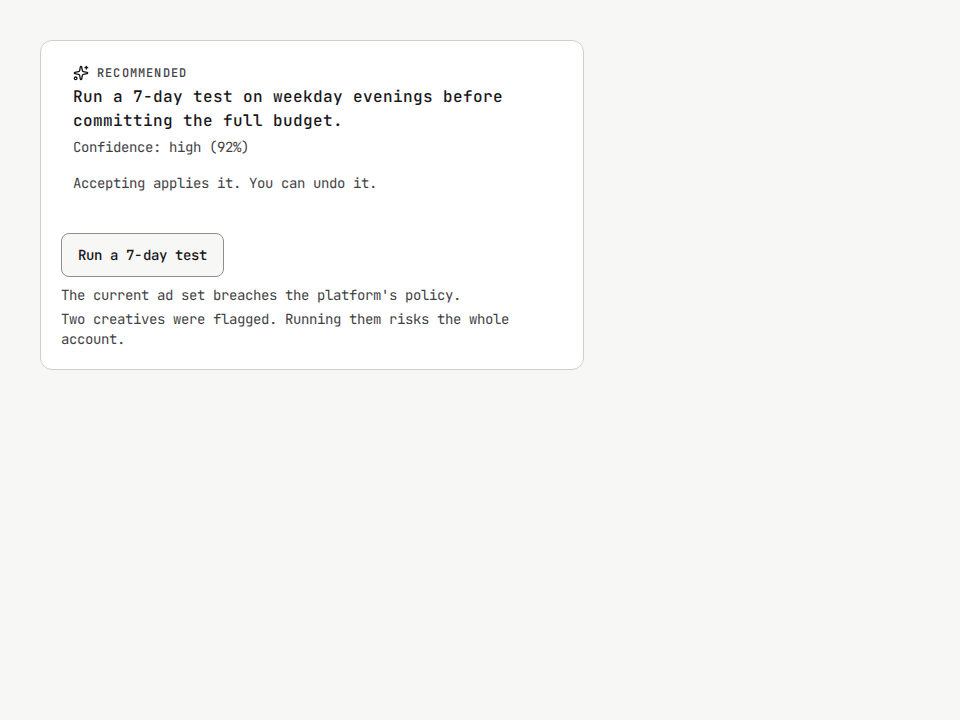 RECOMMENDED
Run a 7-day test on weekday evenings before
committing the full budget.
Confidence: high (92%)
Accepting applies it. You can undo it.
Run a 7-day test
The current ad set breaches the platform's policy.
Two creatives were flagged. Running them risks the whole
account.